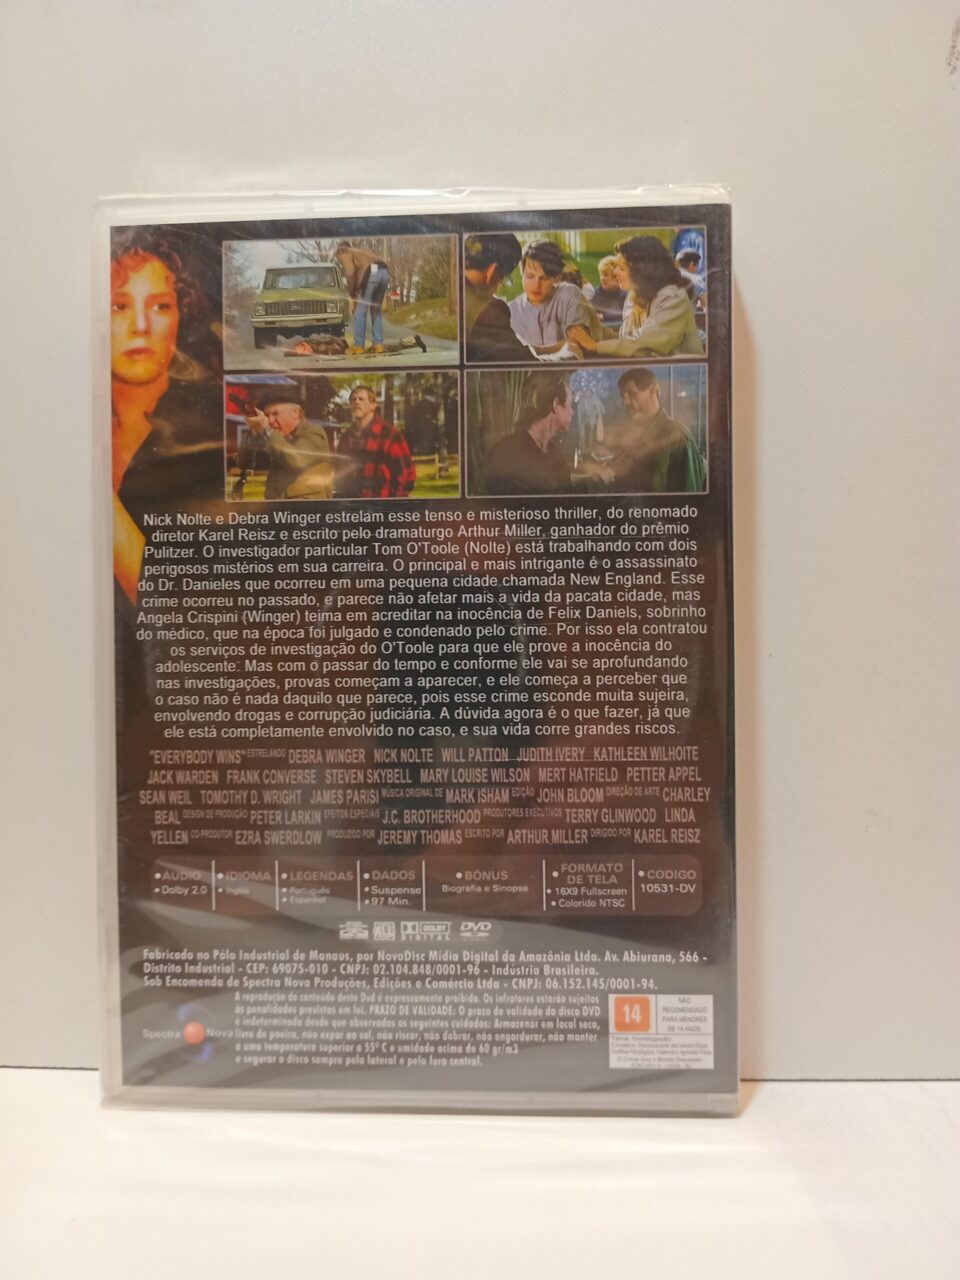 Nick Nolte e Debra Winger estrelam esse tenso e misterioso thriller, do renomado
diretor Karel Reisz e escrito pelo dramaturgo Arthur Miller, ganhador do prêmio
Pulitzer. O investigador particular Tom O'Toole (Nolte) está trabalhando com dois
perigosos mistérios em sua carreira. O principal e mais intrigante é o assassinato
do Dr. Danieles que ocorreu em uma pequena cidade chamada New England. Esse
crime ocorreu no passado, e parece não afetar mais a vida da pacata cidade, mas
Angela Crispini (Winger) teima em acreditar na inocência de Felix Daniels, sobrinho
do médico, que na época foi julgado e condenado pelo crime. Por isso ela contratou
os serviços de investigação do O'Toole para que ele prove a inocência do
adolescente. Mas com o passar do tempo e conforme ele vai se aprofundando
nas investigações, provas começam a aparecer, e ele começa a perceber que
o caso não é nada daquilo que parece, pois esse crime esconde muita sujeira,
envolvendo drogas e corrupção judiciária. A dúvida agora é o que fazer, já que
ele está completamente envolvido no caso, e sua vida corre grandes riscos.
"EVERYBODY WINS" ESTRELANDO DEBRA WINGER NICK NOLTE WILL PATTON JUDITH IVERY KATHLEEN WILHOITE
JACK WARDEN FRANK CONVERSE STEVEN SKYBELL MARY LOUISE WILSON MERT HATFIELD PETTER APPEL
SEAN WEIL TOMOTHY D. WRIGHT JAMES PARISI MÚSICA ORIGINAL DE MARK ISHAM EDIÇÃO JOHN BLOOM DIREÇÃO DE ARTE CHARLEY
BEAL DESIGN DE PRODUÇÃO PETER LARKIN EFEITOS ESPECIAIS J.C. BROTHERHOOD PRODUTORES EXECUTIVOS TERRY GLINWOOD LINDA
YELLEN CO-PRODUTOR EZRA SWERDLOW PRODUZIDO POR JEREMY THOMAS ESCRITO POR ARTHUR MILLER DIRIGIDO POR KAREL REISZ
• ÁUDIO
• Dolby 2.0
• IDIOMA
• Inglês
• LEGENDAS
• Português
• Espanhol
• DADOS
• Suspense
• 97 Min.
• BÔNUS
Biografia e Sinopse
• FORMATO
DE TELA
• 16X9 Fullscreen
• Colorido NTSC
• CÓDIGO
10531-DV
DOLBY
DIGITAL
DVD
Fabricado no Pólo Industrial de Manaus, por NovoDisc Mídia Digital da Amazônia Ltda. Av. Abiurana, 566 -
Distrito Industrial - CEP: 69075-010 - CNPJ: 02.104.848/0001-96 - Indústria Brasileira.
Sob Encomenda de Spectra Nova Produções, Edições e Comércio Ltda - CNPJ: 06.152.145/0001-94.
A reprodução do conteúdo deste Dvd é expressamente proibida. Os infratores estarão sujeitos
às penalidades previstas em lei. PRAZO DE VALIDADE: O prazo de validade do disco DVD
é indeterminado desde que observados os seguintes cuidados: Armazenar em local seco,
livre de poeira, não expor ao sol, não riscar, não dobrar, não engordurar, não manter
a uma temperatura superior a 55º C e umidade acima de 60 gr/m3
e segurar o disco sempre pela lateral e pelo furo central.
Spectra Nova
14
NÃO
RECOMENDADO
PARA MENORES
DE 14 ANOS.
Tema: Investigação.